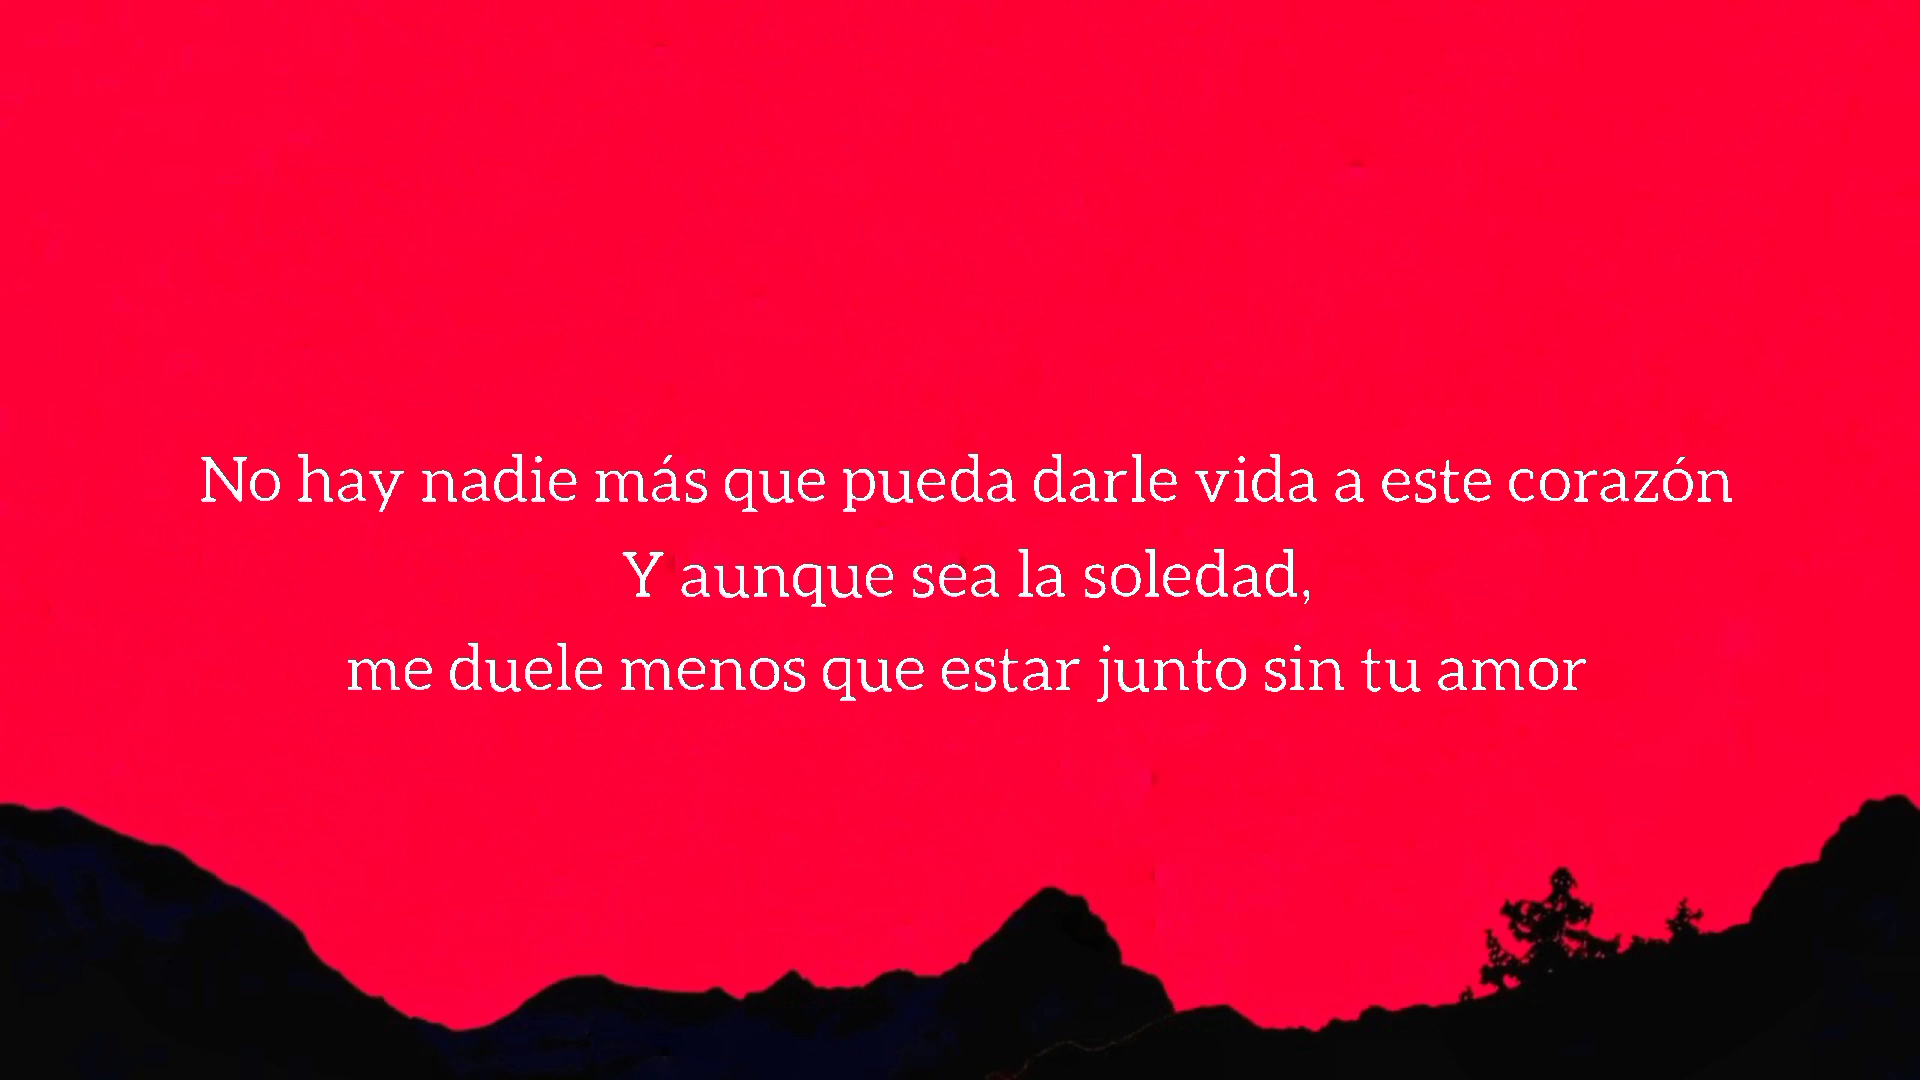 No hay nadie más que pueda darle vida a este corazón
Y aunque sea la soledad,
me duele menos que estar junto sin tu amor